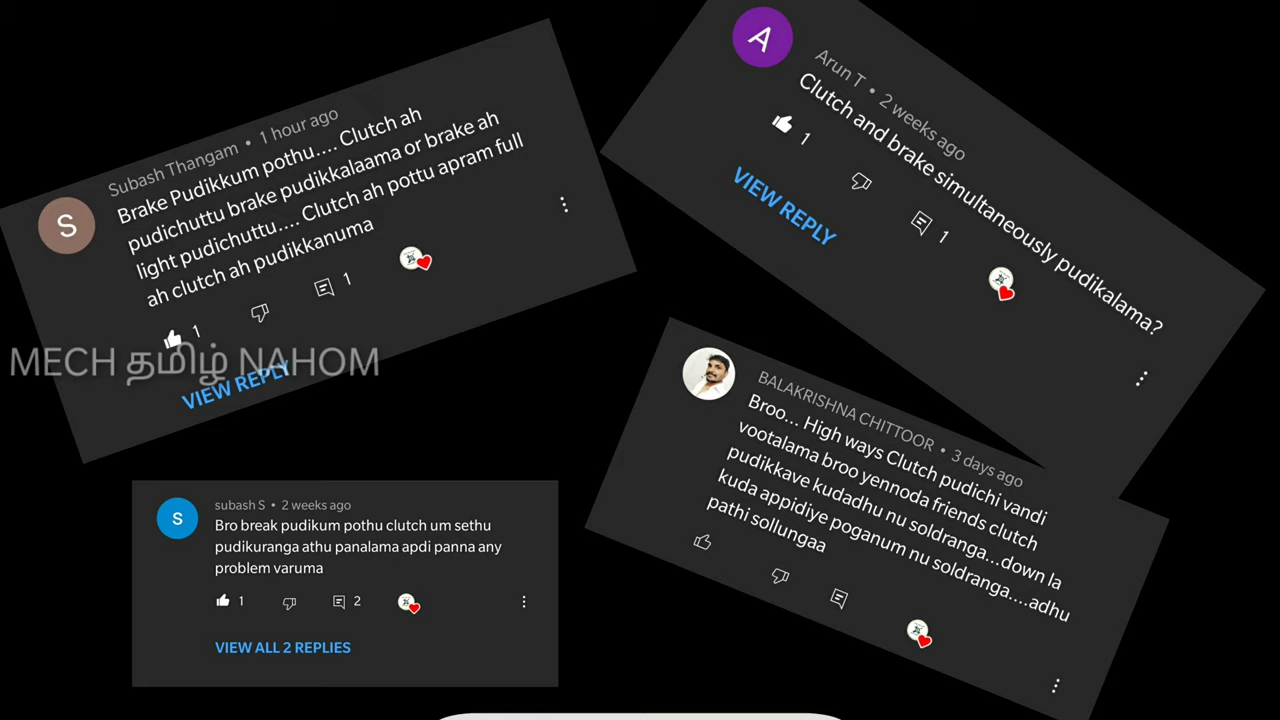 Subash Thangam • 1 hour ago
Brake Pudikkum pothu.... Clutch ah
pudichuttu brake pudikkalaama or brake ah
light pudichuttu.... Clutch ah pottu apram full
ah clutch ah pudikkanuma
1
1
VIEW REPLY
S
A
Arun T • 2 weeks ago
Clutch and brake simultaneously pudikalama?
1
1
VIEW REPLY
MECH தமிழ் NAHOM
BALAKRISHNA CHITTOOR • 3 days ago
Broo... High ways Clutch pudichi vandi
vootalama broo yennoda friends clutch
pudikkave kudadhu nu soldranga...down la
kuda appidiye poganum nu soldranga....adhu
pathi sollungaa
S
subash S • 2 weeks ago
Bro break pudikum pothu clutch um sethu
pudikuranga athu panalama apdi panna any
problem varuma
1 2
VIEW ALL 2 REPLIES